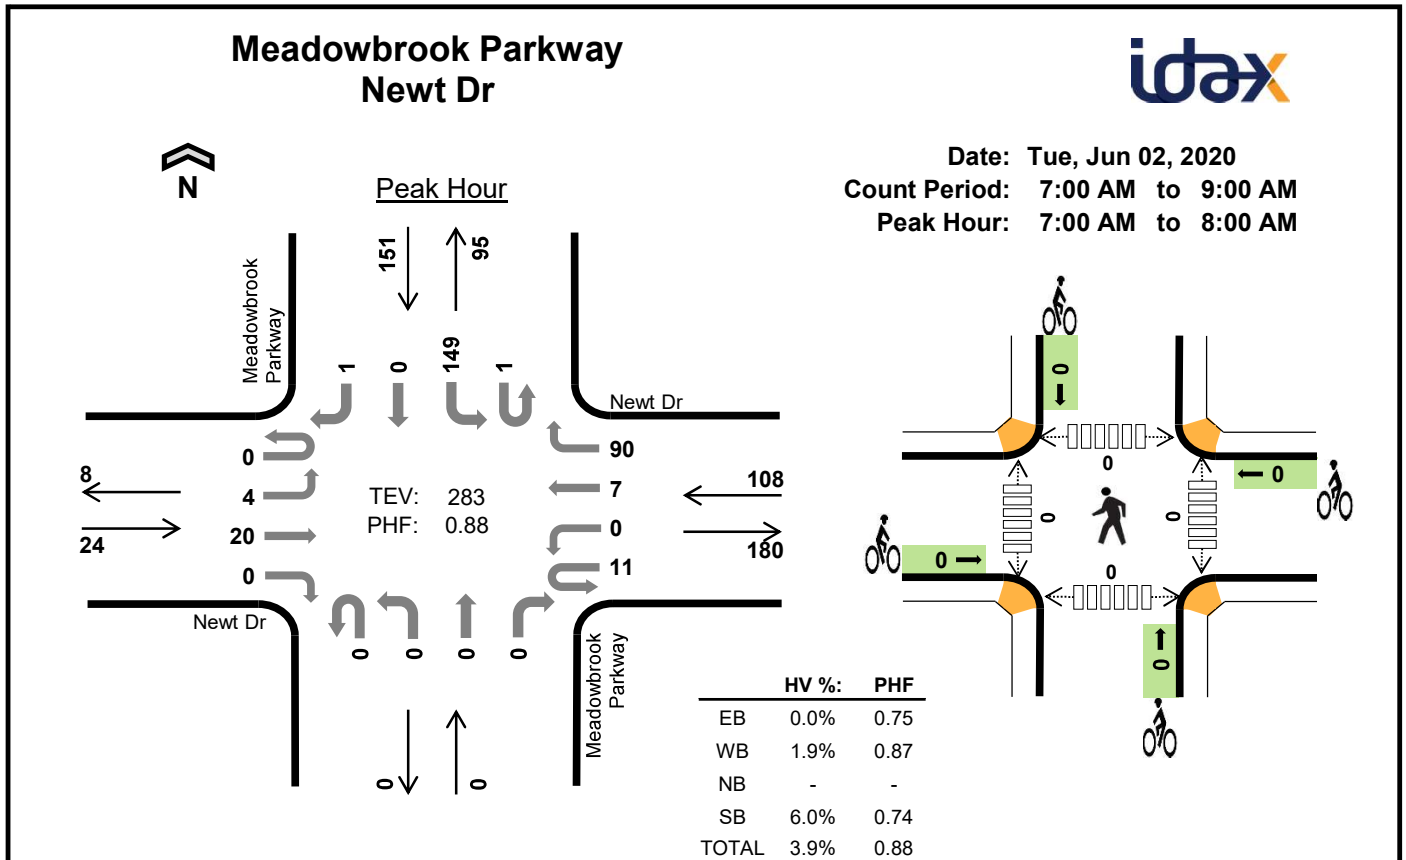 Meadowbrook Parkway
Newt Dr
idax
Date: Tue, Jun 02, 2020
Count Period: 7:00 AM to 9:00 AM
Peak Hour: 7:00 AM to 8:00 AM
N
Peak Hour
151
95
Meadowbrook
Parkway
1
0
149
1
Newt Dr
0
90
8
4
TEV: 283
7
108
24
20
PHF: 0.88
0
180
0
11
Newt Dr
0
0
0
0
Meadowbrook
Parkway
0
0
0
0
0
0
0
0
0
0
HV %: PHF
EB 0.0% 0.75
WB 1.9% 0.87
NB - -
SB 6.0% 0.74
TOTAL 3.9% 0.88